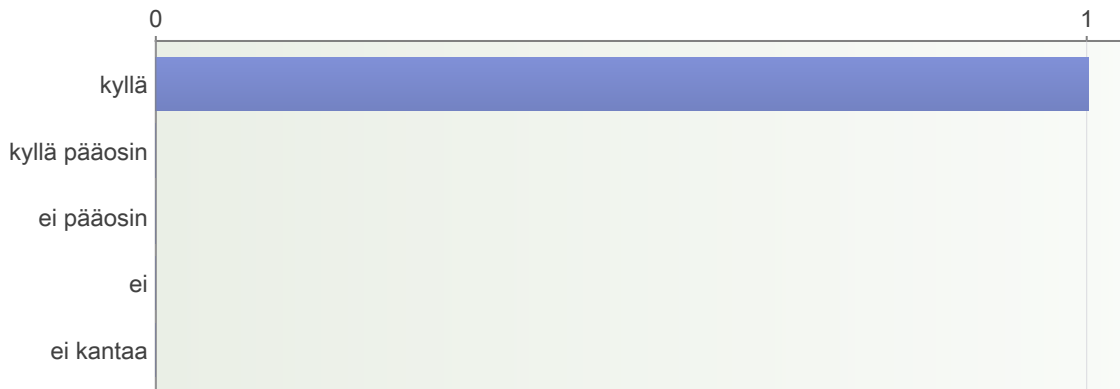 0 1
kyllä
kyllä pääosin
ei pääosin
ei
ei kantaa